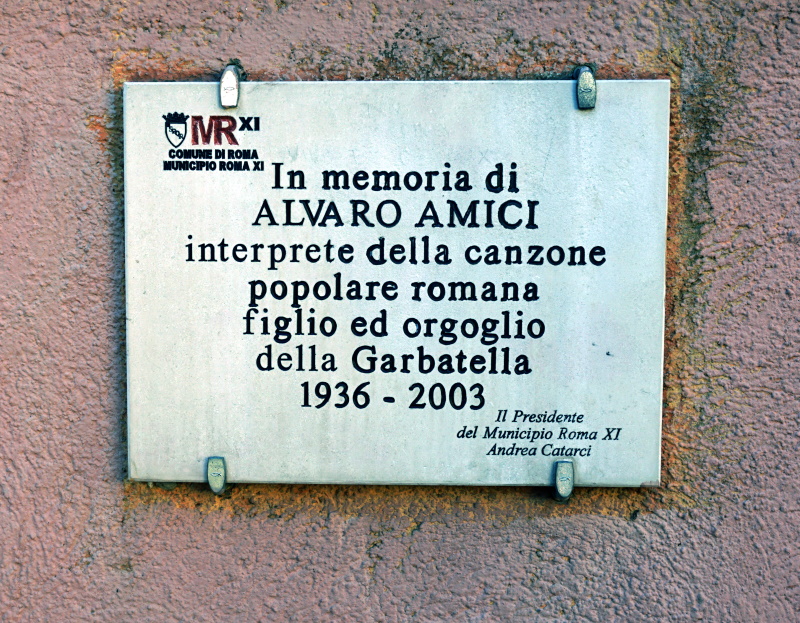 MR XI
COMUNE DI ROMA
MUNICIPIO ROMA XI
In memoria di
ALVARO AMICI
interprete della canzone
popolare romana
figlio ed orgoglio
della Garbatella
1936 - 2003
Il Presidente
del Municipio Roma XI
Andrea Catarci